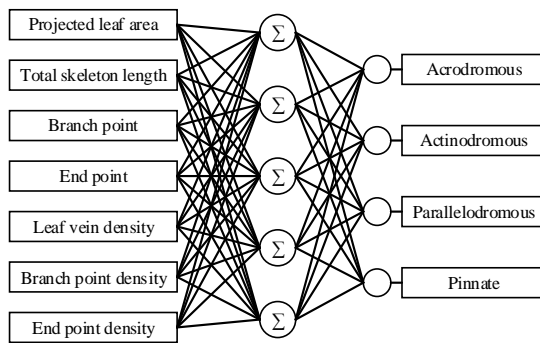 Projected leaf area
Total skeleton length
Branch point
End point
Leaf vein density
Branch point density
End point density
Σ
Σ
Σ
Σ
Σ
Acrodromous
Actinodromous
Parallelodromous
Pinnate